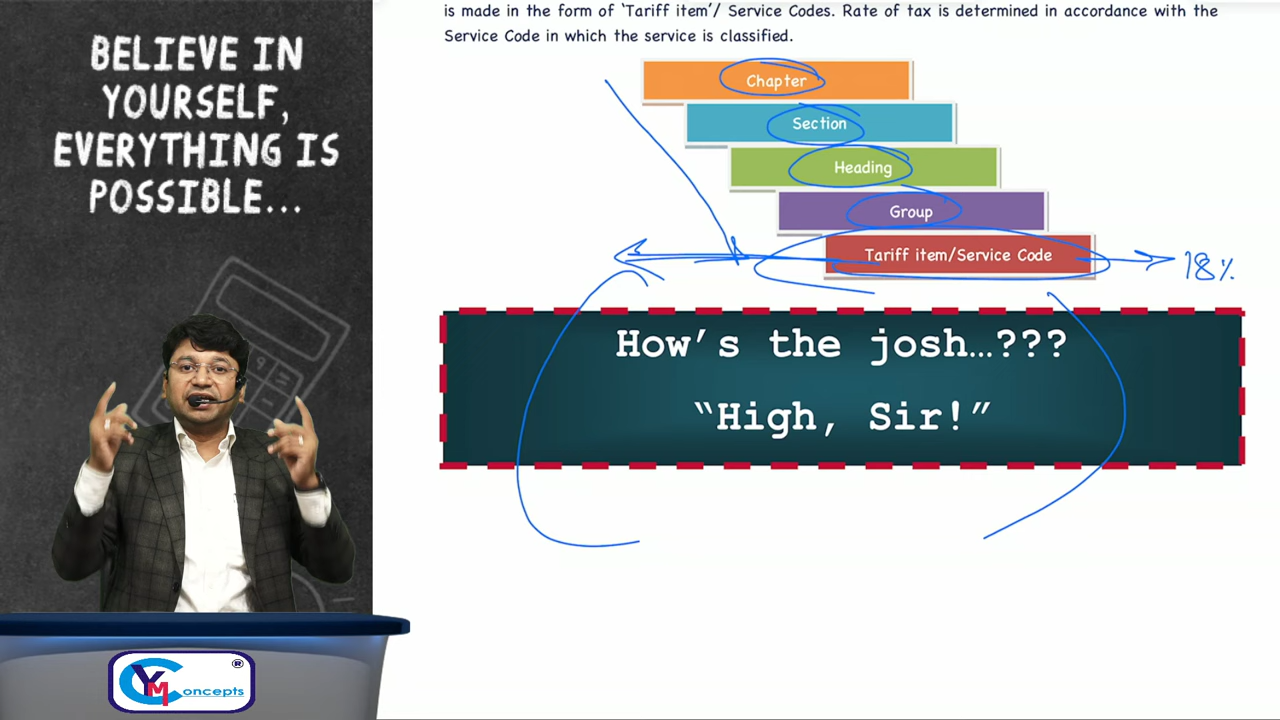 BELIEVE IN
YOURSELF,
EVERYTHING IS
POSSIBLE...
is made in the form of ‘Tariff item’/ Service Codes. Rate of tax is determined in accordance with the
Service Code in which the service is classified.
Chapter
Section
Heading
Group
Tariff item/Service Code
18%
How’s the josh…???
“High, Sir!”
YM Concepts ®